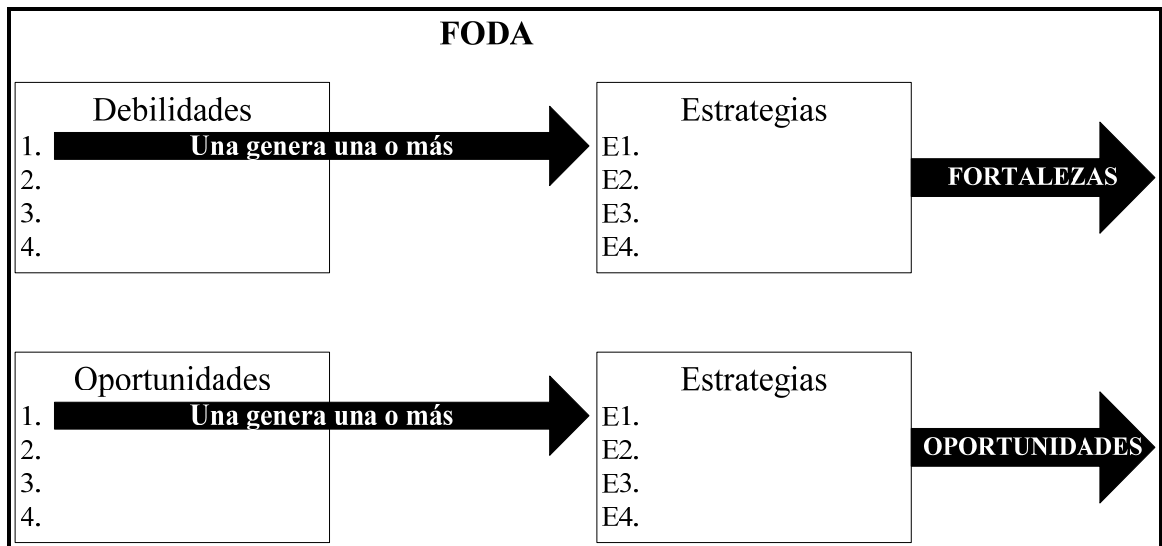 FODA
Debilidades
1.
2.
3.
4.
Una genera una o más
Estrategias
E1.
E2.
E3.
E4.
FORTALEZAS
Oportunidades
1.
2.
3.
4.
Una genera una o más
Estrategias
E1.
E2.
E3.
E4.
OPORTUNIDADES